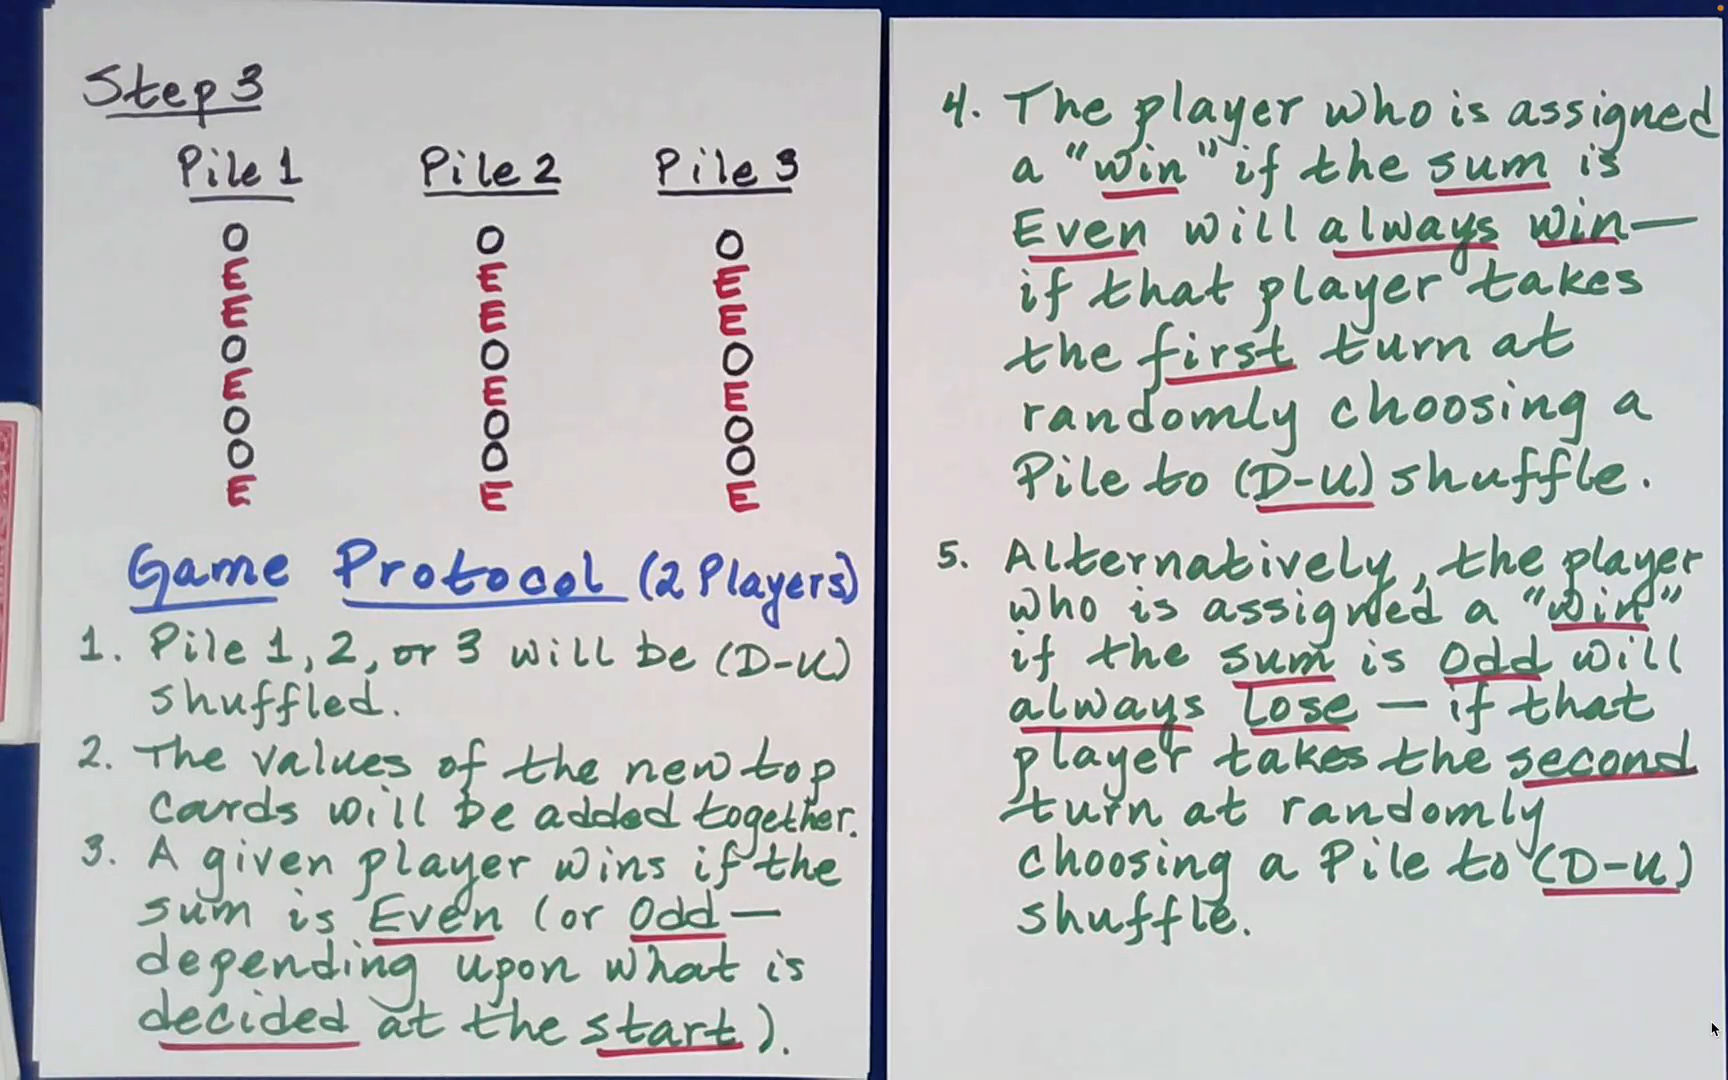 Step 3
Pile 1 Pile 2 Pile 3
O O O
E E E
E E E
O O O
E E E
O O O
O O O
E E E
Game Protocol (2 Players)
1. Pile 1, 2, or 3 will be (D-U)
shuffled.
2. The values of the new top
cards will be added together.
3. A given player wins if the
sum is Even (or Odd—
depending upon what is
decided at the start).
4. The player who is assigned
a "win" if the sum is
Even will always win—
if that player takes
the first turn at
randomly choosing a
Pile to (D-U) shuffle.
5. Alternatively, the player
who is assigned a "win"
if the sum is Odd will
always Lose — if that
player takes the second
turn at randomly
choosing a Pile to (D-U)
shuffle.